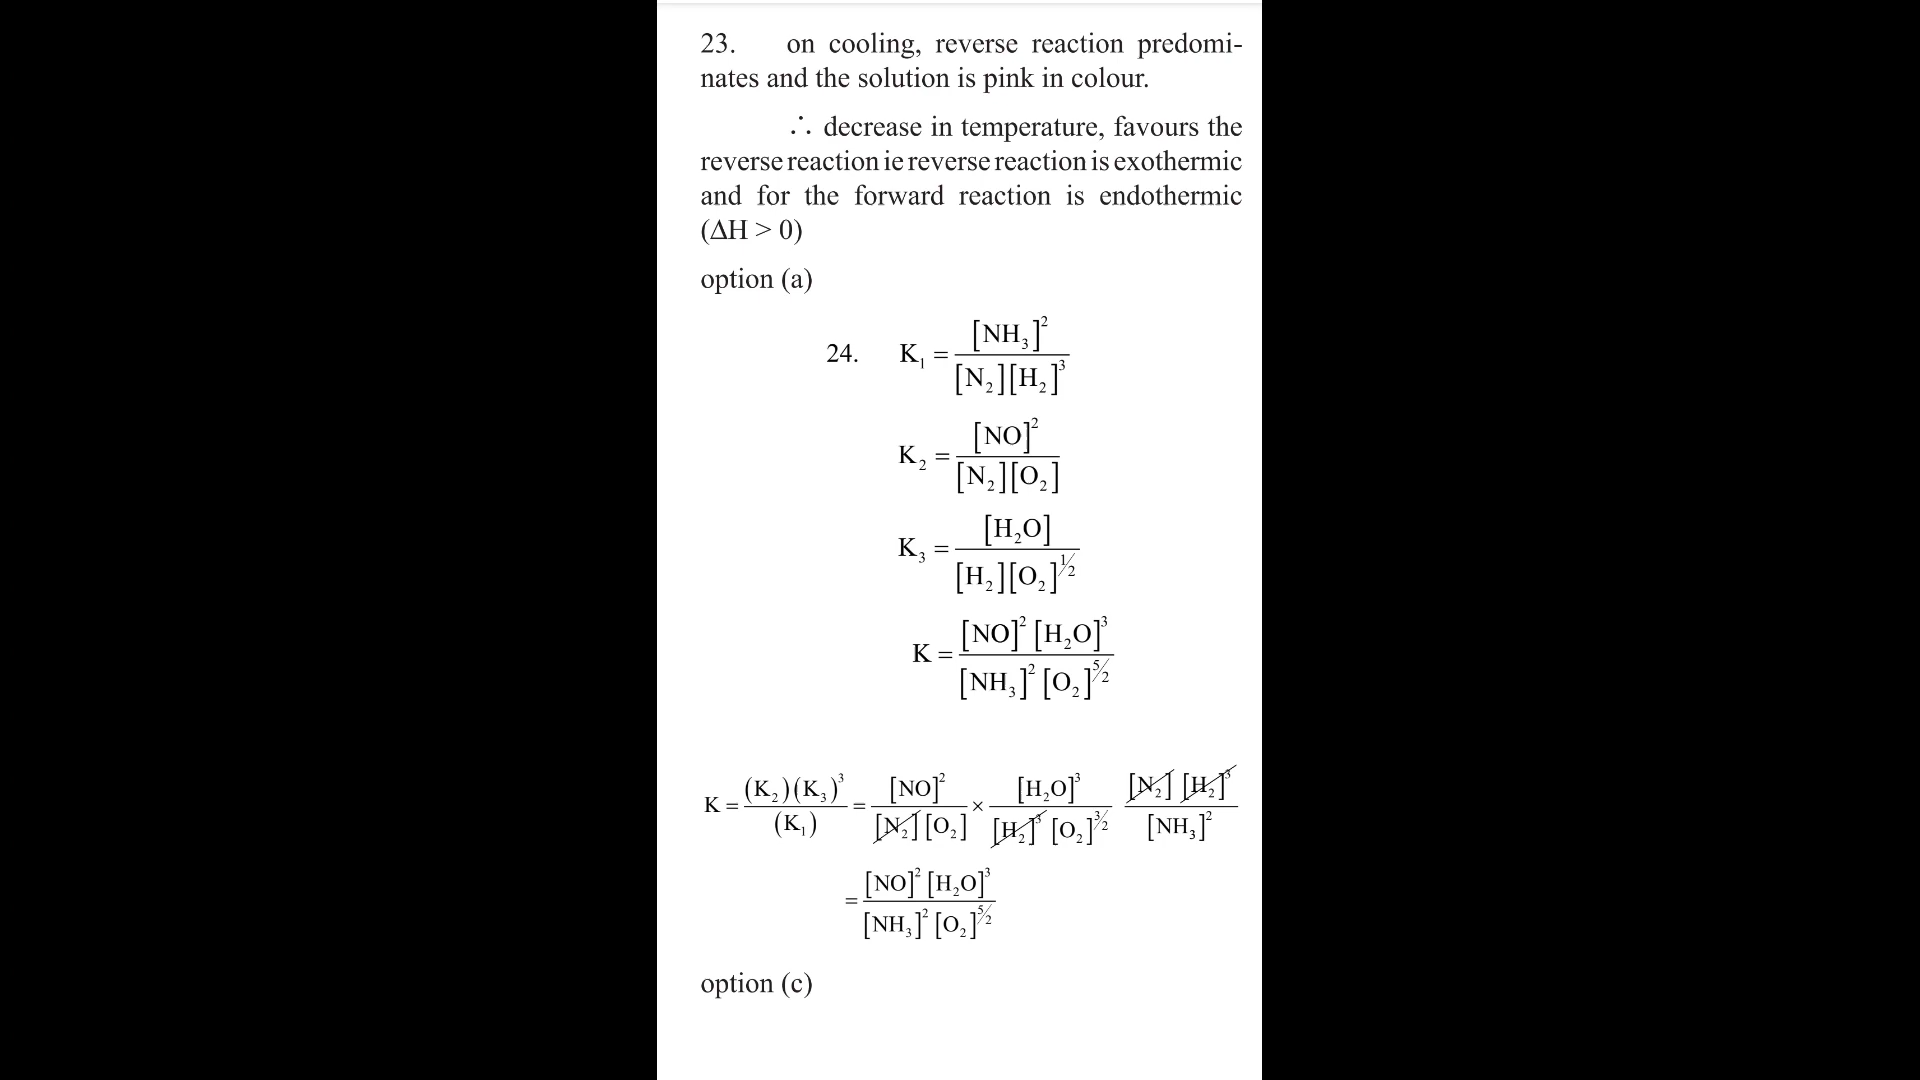 23. on cooling, reverse reaction predomi-
nates and the solution is pink in colour.
∴ decrease in temperature, favours the
reverse reaction ie reverse reaction is exothermic
and for the forward reaction is endothermic
(ΔH > 0)
option (a)
24. K₁ = [NH₃]² / [N₂][H₂]³
K₂ = [NO]² / [N₂][O₂]
K₃ = [H₂O] / [H₂][O₂]^½
K = [NO]² [H₂O]³ / [NH₃]² [O₂]^5/2
K = (K₂)(K₃)³ / (K₁) = [NO]² / [N₂][O₂] × [H₂O]³ / [H₂]³ [O₂]^3/2 [N₂] [H₂]³ / [NH₃]²
= [NO]² [H₂O]³ / [NH₃]² [O₂]^5/2
option (c)